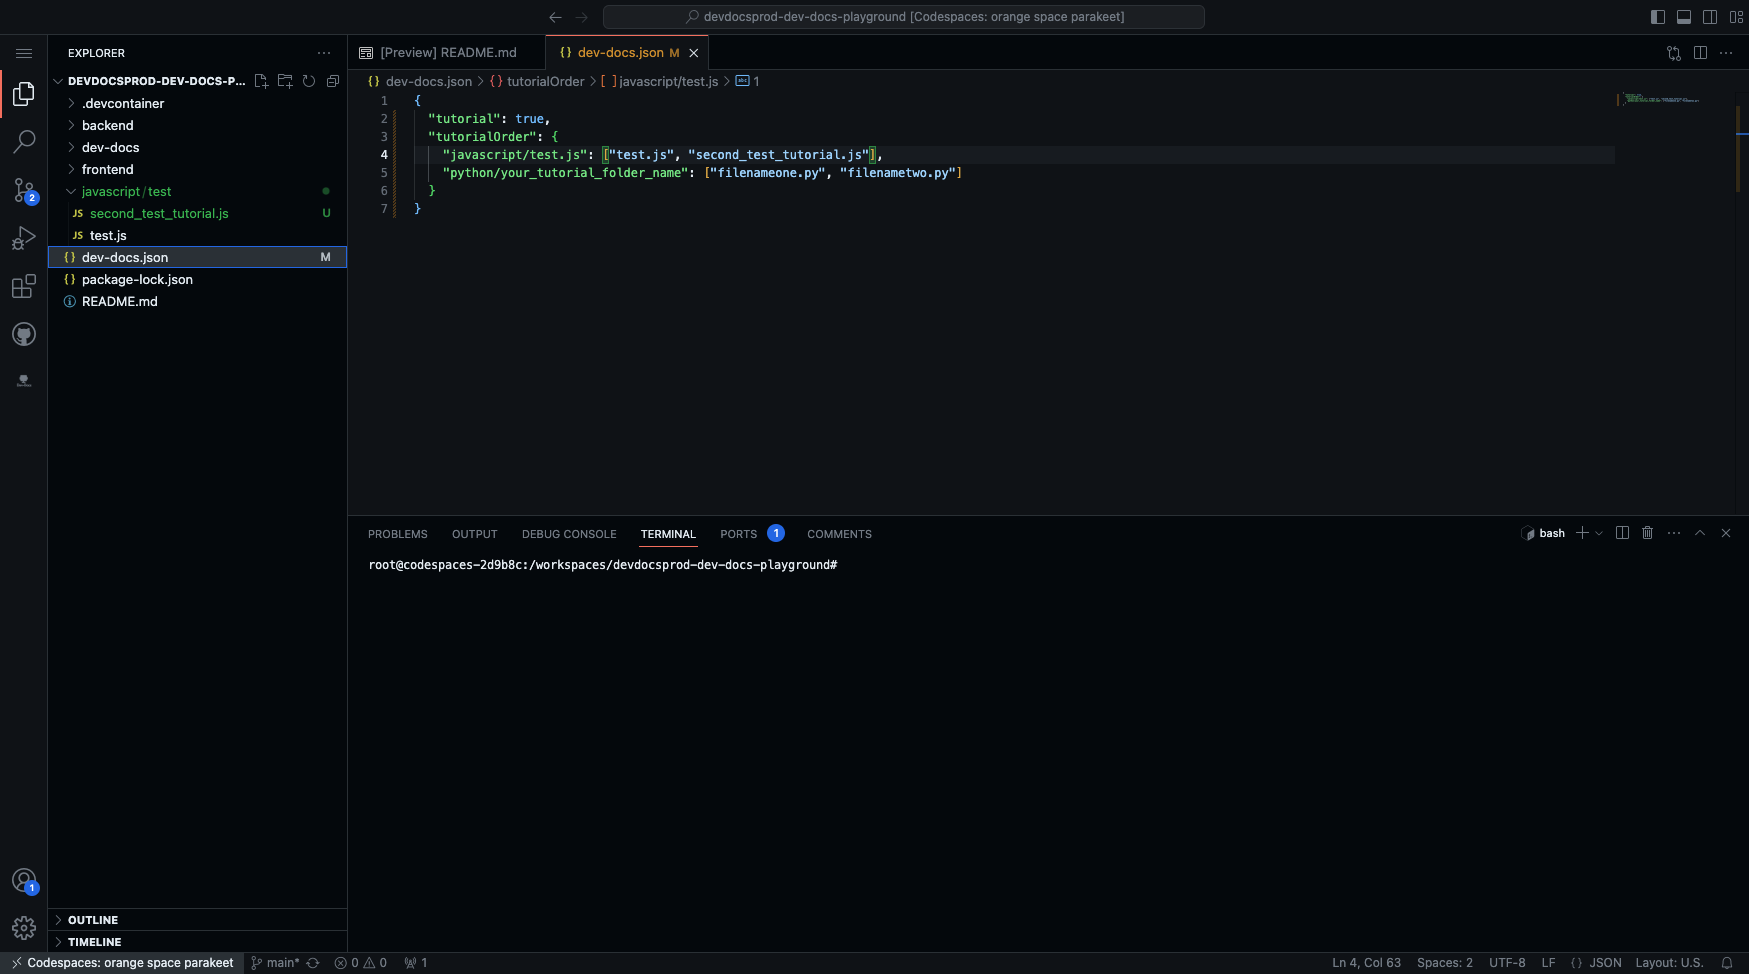 devdocsprod-dev-docs-playground [Codespaces: orange space parakeet]
EXPLORER
DEVDOCSPROD-DEV-DOCS-P...
.devcontainer
backend
dev-docs
frontend
javascript/test
JS second_test_tutorial.js U
JS test.js
{} dev-docs.json M
{} package-lock.json
README.md
OUTLINE
TIMELINE
2
1
[Preview] README.md
{} dev-docs.json M
{} dev-docs.json > {} tutorialOrder > [ ] javascript/test.js > abc 1
1 {
2 "tutorial": true,
3 "tutorialOrder": {
4 "javascript/test.js": ["test.js", "second_test_tutorial.js"],
5 "python/your_tutorial_folder_name": ["filenameone.py", "filenametwo.py"]
6 }
7 }
PROBLEMS OUTPUT DEBUG CONSOLE TERMINAL PORTS 1 COMMENTS
bash
root@codespaces-2d9b8c:/workspaces/devdocsprod-dev-docs-playground#
Codespaces: orange space parakeet main* 0 0 1
Ln 4, Col 63 Spaces: 2 UTF-8 LF {} JSON Layout: U.S.